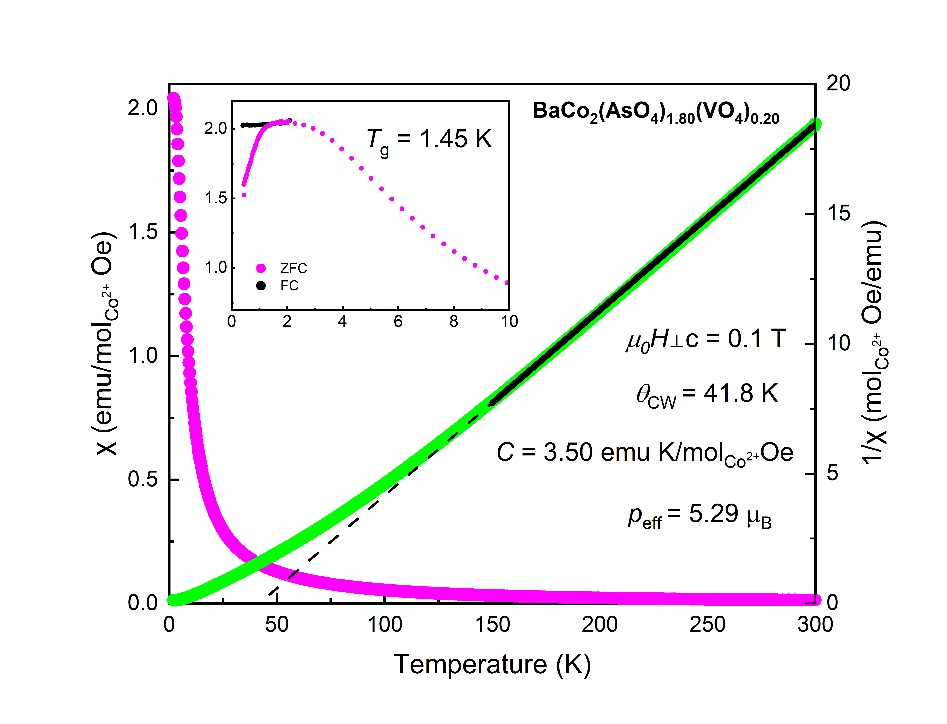 BaCo2(AsO4)1.80(VO4)0.20
Tg = 1.45 K
2.0
1.5
1.0
ZFC
FC
0 2 4 6 8 10
μ0H⊥c = 0.1 T
θCW = 41.8 K
C = 3.50 emu K/molCo2+Oe
peff = 5.29 μB
χ (emu/molCo2+ Oe)
2.0
1.5
1.0
0.5
0.0
20
15
10
5
0
1/χ (molCo2+ Oe/emu)
0 50 100 150 200 250 300
Temperature (K)